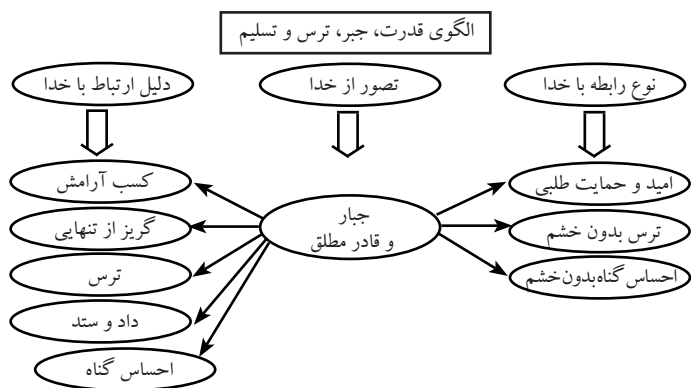 الگوی قدرت، جبر، ترس و تسلیم
نوع رابطه با خدا
تصور از خدا
دلیل ارتباط با خدا
امید و حمایت طلبی
ترس بدون خشم
احساس گناه‌بدون‌خشم
جبار
و قادر مطلق
کسب آرامش
گریز از تنهایی
ترس
داد و ستد
احساس گناه